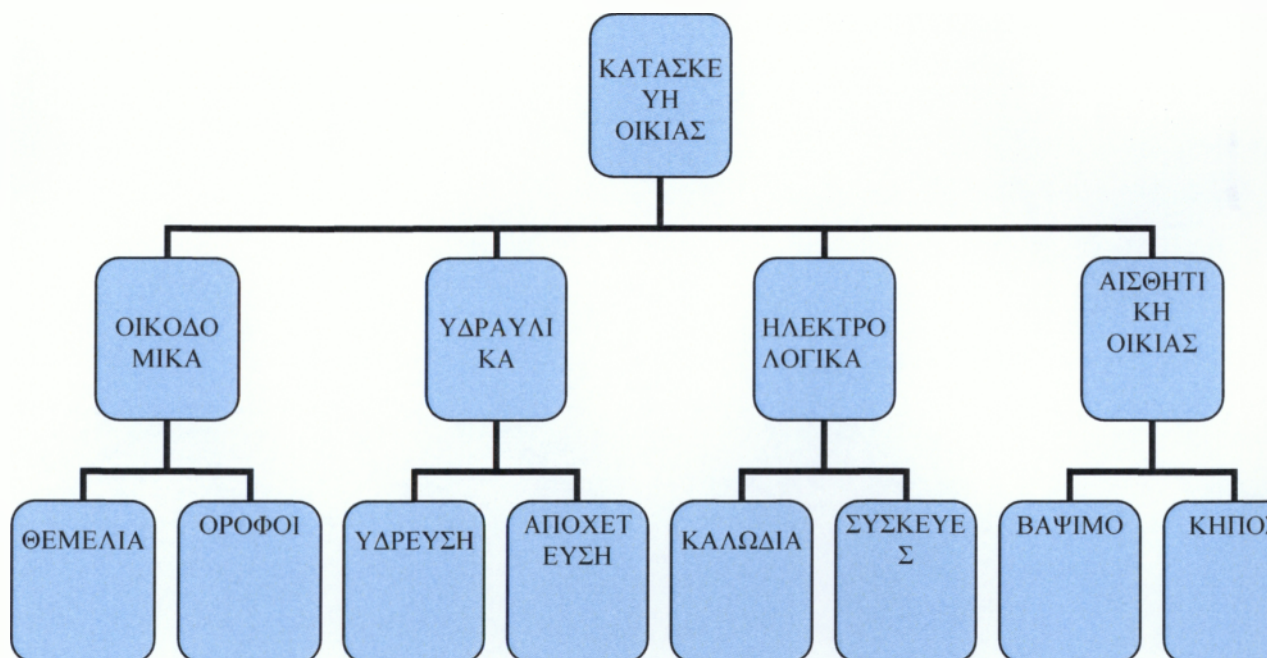 ΚΑΤΑΣΚΕ
ΥΗ
ΟΙΚΙΑΣ
ΟΙΚΟΔΟ
ΜΙΚΑ
ΥΔΡΑΥΛΙ
ΚΑ
ΗΛΕΚΤΡΟ
ΛΟΓΙΚΑ
ΑΙΣΘΗΤΙ
ΚΗ
ΟΙΚΙΑΣ
ΘΕΜΕΛΙΑ
ΟΡΟΦΟΙ
ΥΔΡΕΥΣΗ
ΑΠΟΧΕΤ
ΕΥΣΗ
ΚΑΛΩΔΙΑ
ΣΥΣΚΕΥΕ
Σ
ΒΑΨΙΜΟ
ΚΗΠΟΣ